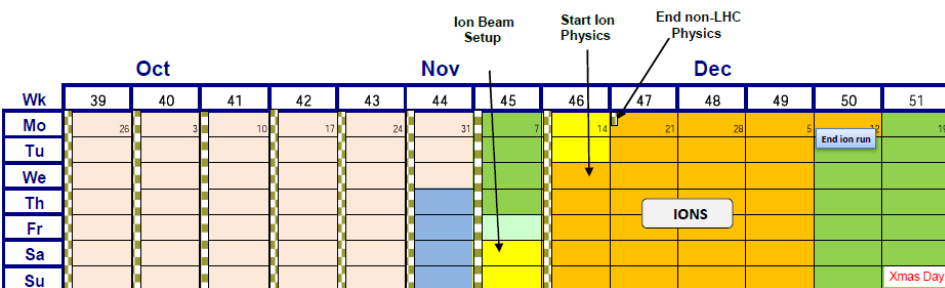 Ion Beam
Setup
Start Ion
Physics
End non-LHC
Physics
Oct Nov Dec
Wk 39 40 41 42 43 44 45 46 47 48 49 50 51
Mo 26 3 10 17 24 31 7 14 21 28 5 12 19
Tu End ion run
We
Th
IONS
Fr
Sa
Su Xmas Day